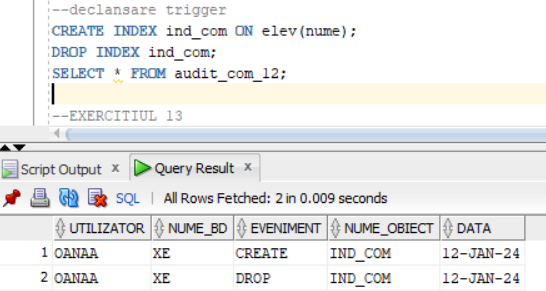 --declansare trigger
CREATE INDEX ind_com ON elev(nume);
DROP INDEX ind_com;
SELECT * FROM audit_com_12;
--EXERCITIUL 13
Script Output x Query Result x
SQL | All Rows Fetched: 2 in 0.009 seconds
UTILIZATOR NUME_BD EVENIMENT NUME_OBIECT DATA
1 OANAA XE CREATE IND_COM 12-JAN-24
2 OANAA XE DROP IND_COM 12-JAN-24